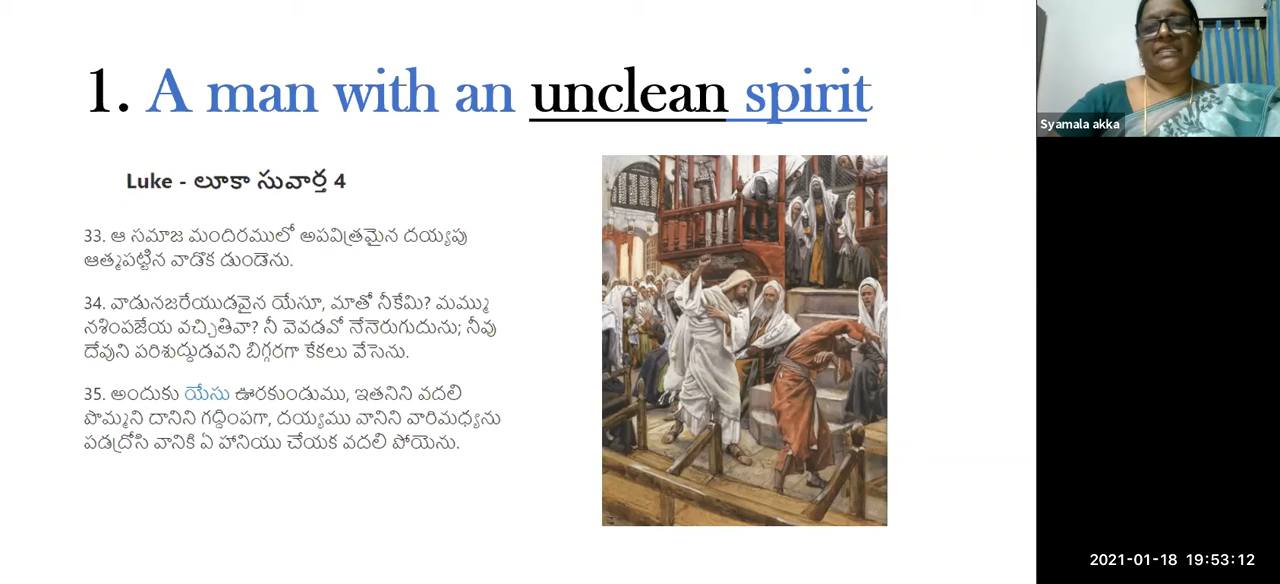 1. A man with an unclean spirit
Luke - లూకా సువార్త 4
33. ఆ సమాజ మందిరములో అపవిత్రమైన దయ్యపు
ఆత్మపట్టిన వాడొక డుండెను.
34. వాడునజరేయుడవైన యేసూ, మాతో నీకేమి? మమ్ము
నశింపజేయ వచ్చితివా? నీ వెవడవో నేనెరుగుదును; నీవు
దేవుని పరిశుద్ధుడవని బిగ్గరగా కేకలు వేసెను.
35. అందుకు యేసు ఊరకుండుము, ఇతనిని వదలి
పొమ్మని దానిని గద్దింపగా, దయ్యము వానిని వారిమధ్యను
పడద్రోసి వానికి ఏ హానియు చేయక వదలి పోయెను.
Syamala akka
2021-01-18 19:53:12